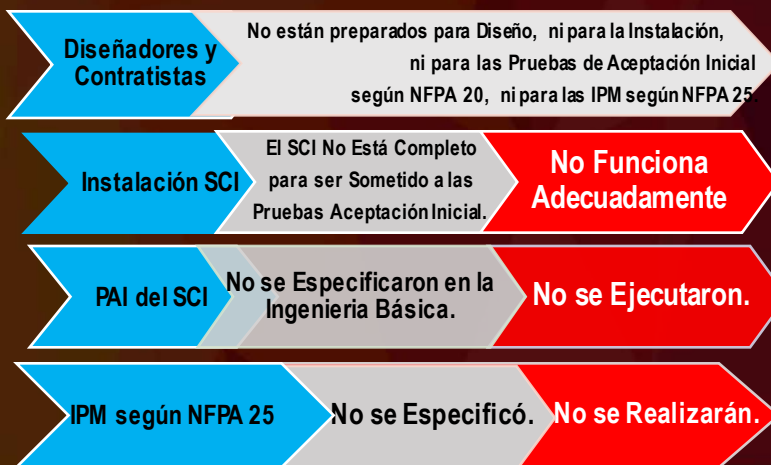 Diseñadores y
Contratistas
No están preparados para Diseño, ni para la Instalación,
ni para las Pruebas de Aceptación Inicial
según NFPA 20, ni para las IPM según NFPA 25.
Instalación SCI
El SCI No Está Completo
para ser Sometido a las
Pruebas Aceptación Inicial.
No Funciona
Adecuadamente
PAI del SCI
No se Especificaron en la
Ingenieria Básica.
No se Ejecutaron.
IPM según NFPA 25
No se Especificó.
No se Realizarán.